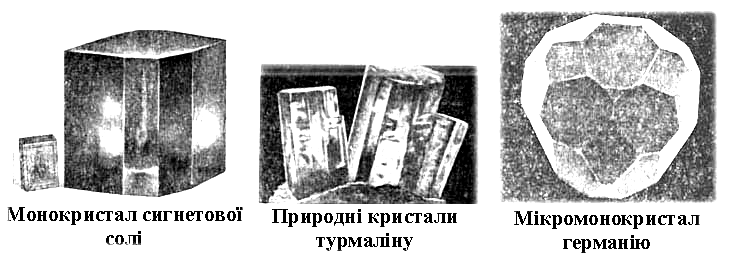 Монокристал сигнетової
солі
Природні кристали
турмаліну
Мікромонокристал
германію